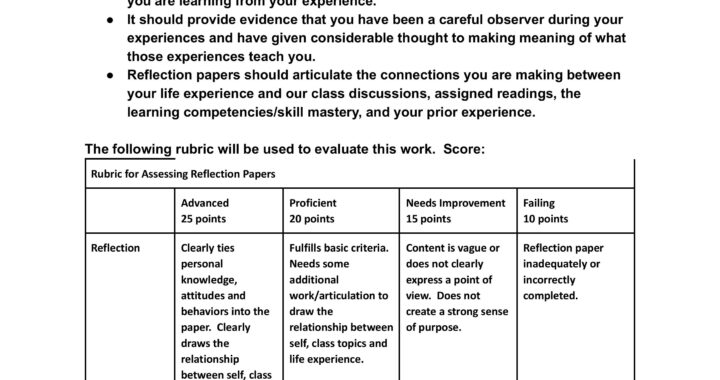 you are learning from your experience.
● It should provide evidence that you have been a careful observer during your
experiences and have given considerable thought to making meaning of what
those experiences teach you.
● Reflection papers should articulate the connections you are making between
your life experience and our class discussions, assigned readings, the
learning competencies/skill mastery, and your prior experience.
The following rubric will be used to evaluate this work.  Score:
Rubric for Assessing Reflection Papers
Advanced
25 points
Proficient
20 points
Needs Improvement
15 points
Failing
10 points
Reflection
Clearly ties
personal
knowledge,
attitudes and
behaviors into the
paper.  Clearly
draws the
relationship
between self, class
Fulfills basic criteria.
Needs some
additional
work/articulation to
draw the
relationship between
self, class topics and
life experience.
Content is vague or
does not clearly
express a point of
view.  Does not
create a strong sense
of purpose.
Reflection paper
inadequately or
incorrectly
completed.